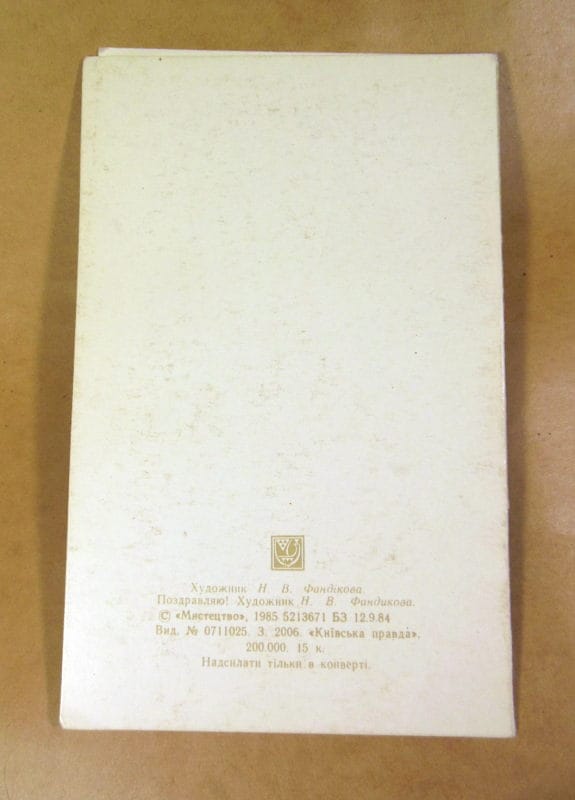 Художник Н. В. Фандікова.
Поздравляю! Художник Н. В. Фандикова.
© «Мистецтво», 1985 5213671 БЗ 12.9.84
Вид. № 0711025. З. 2006. «Київська правда».
200.000. 15 к.
Надсилати тільки в конверті.